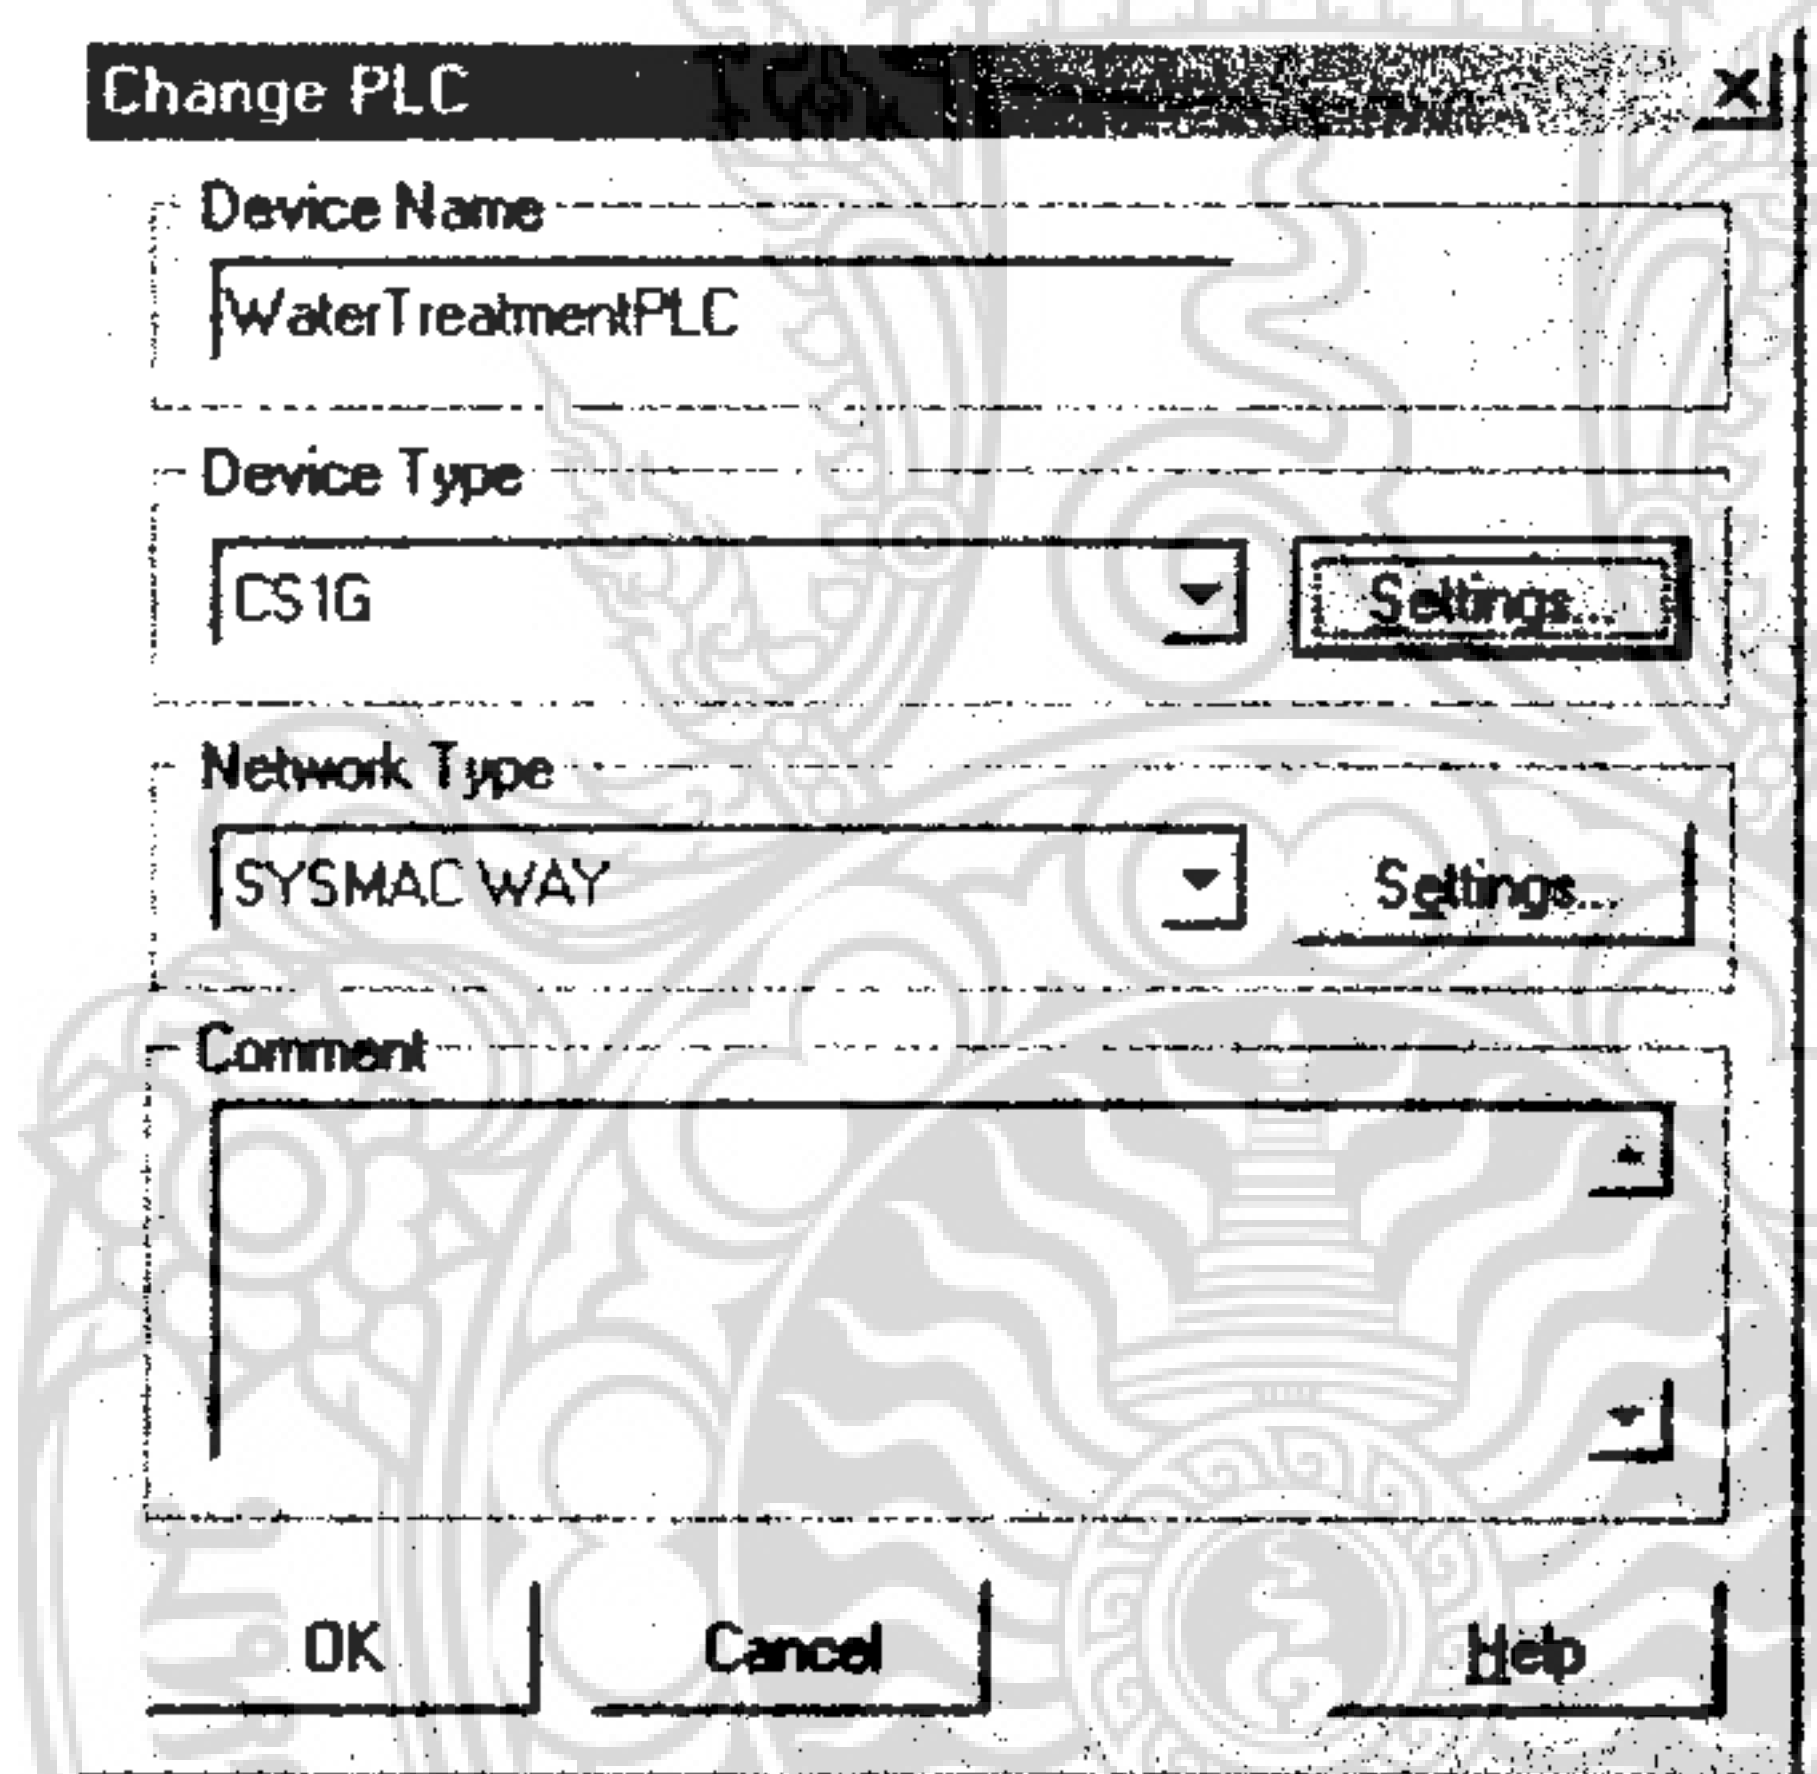 Change PLC
Device Name
WaterTreatmentPLC
Device Type
CS1G
Settings...
Network Type
SYSMAC WAY
Settings...
Comment
OK
Cancel
Help